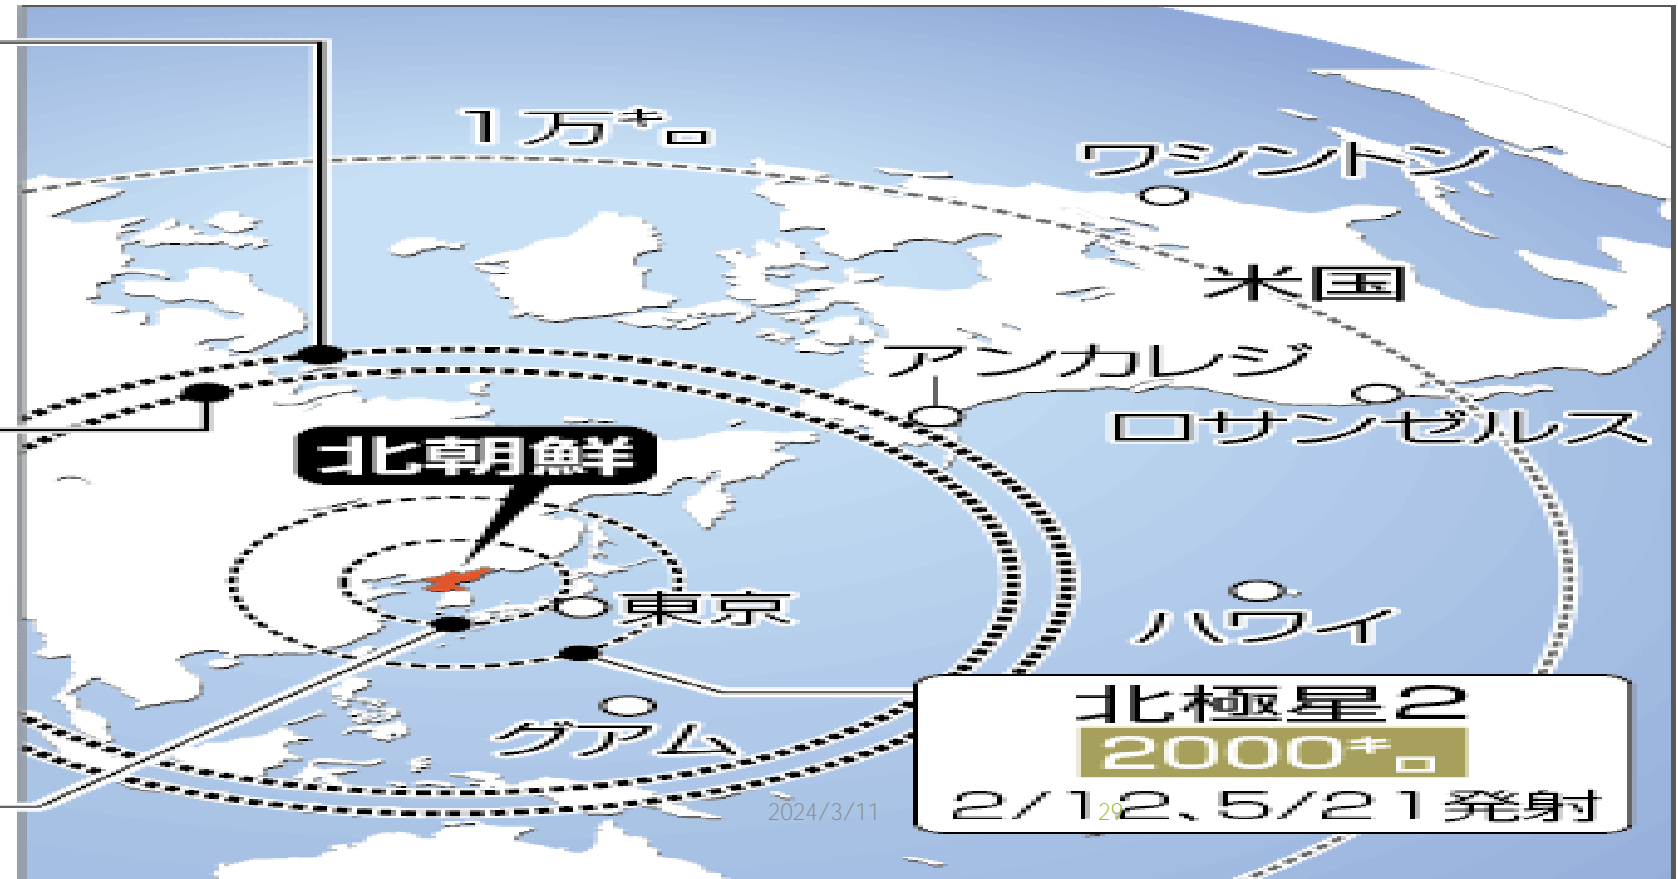 1万㌔
ワシントン
米国
アンカレジ
ロサンゼルス
北朝鮮
東京
ハワイ
グアム
北極星2
2000㌔
2/12、5/21発射
2024/3/11
29